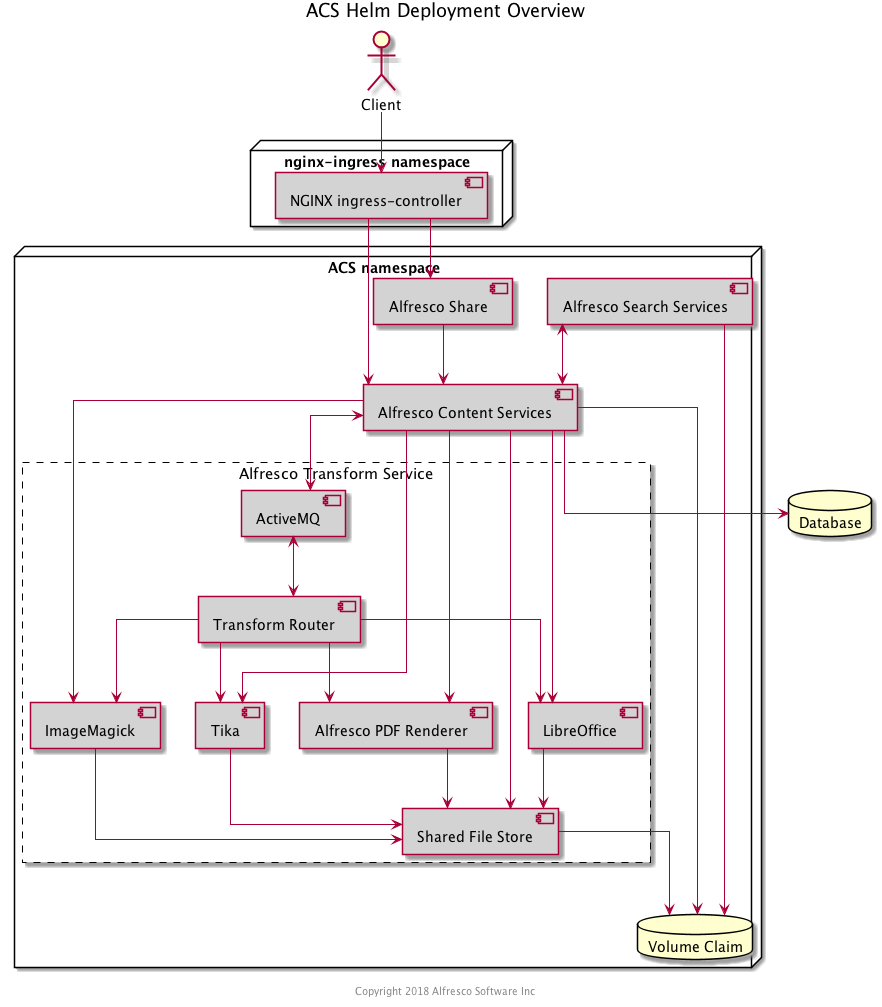 ACS Helm Deployment Overview
Client
nginx-ingress namespace
NGINX ingress-controller
ACS namespace
Alfresco Share
Alfresco Search Services
Alfresco Content Services
Alfresco Transform Service
ActiveMQ
Database
Transform Router
ImageMagick
Tika
Alfresco PDF Renderer
LibreOffice
Shared File Store
Volume Claim
Copyright 2018 Alfresco Software Inc